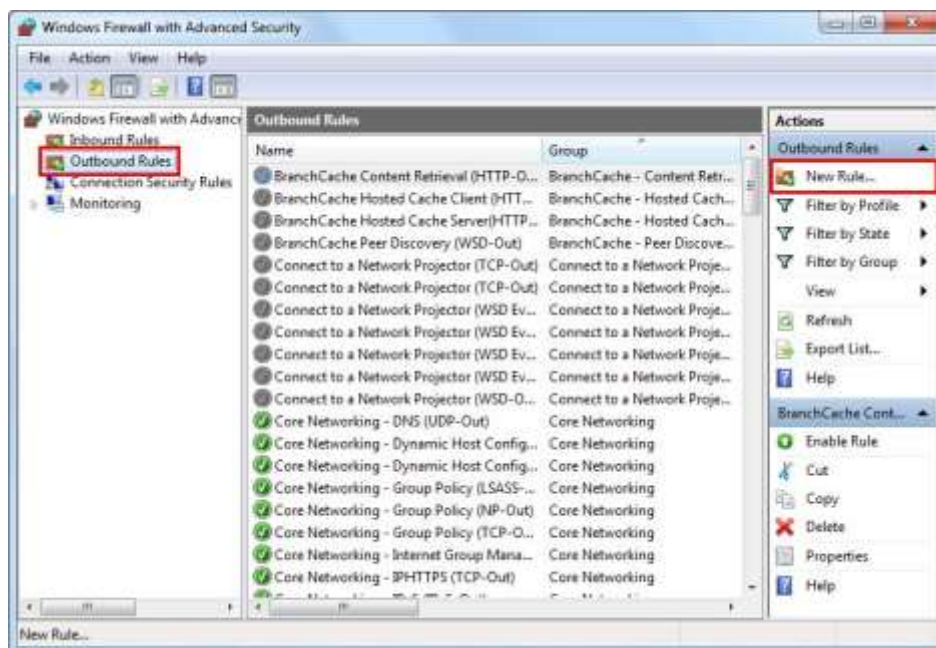 Windows Firewall with Advanced Security
File Action View Help
Windows Firewall with Advance
Inbound Rules
Outbound Rules
Connection Security Rules
Monitoring
Outbound Rules
Name Group
BranchCache Content Retrieval (HTTP-O... BranchCache - Content Retr...
BranchCache Hosted Cache Client (HTT... BranchCache - Hosted Cach...
BranchCache Hosted Cache Server(HTTP... BranchCache - Hosted Cach...
BranchCache Peer Discovery (WSD-Out) BranchCache - Peer Discove...
Connect to a Network Projector (TCP-Out) Connect to a Network Proje...
Connect to a Network Projector (TCP-Out) Connect to a Network Proje...
Connect to a Network Projector (WSD Ev... Connect to a Network Proje...
Connect to a Network Projector (WSD Ev... Connect to a Network Proje...
Connect to a Network Projector (WSD Ev... Connect to a Network Proje...
Connect to a Network Projector (WSD Ev... Connect to a Network Proje...
Connect to a Network Projector (WSD-O... Connect to a Network Proje...
Core Networking - DNS (UDP-Out) Core Networking
Core Networking - Dynamic Host Config... Core Networking
Core Networking - Dynamic Host Config... Core Networking
Core Networking - Group Policy (LSASS-... Core Networking
Core Networking - Group Policy (NP-Out) Core Networking
Core Networking - Group Policy (TCP-O... Core Networking
Core Networking - Internet Group Mana... Core Networking
Core Networking - IPHTTPS (TCP-Out) Core Networking
Actions
Outbound Rules
New Rule...
Filter by Profile
Filter by State
Filter by Group
View
Refresh
Export List...
Help
BranchCache Cont...
Enable Rule
Cut
Copy
Delete
Properties
Help
New Rule...